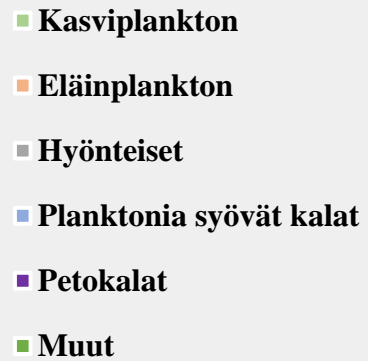 Kasviplankton
Eläinplankton
Hyönteiset
Planktonia syövät kalat
Petokalat
Muut